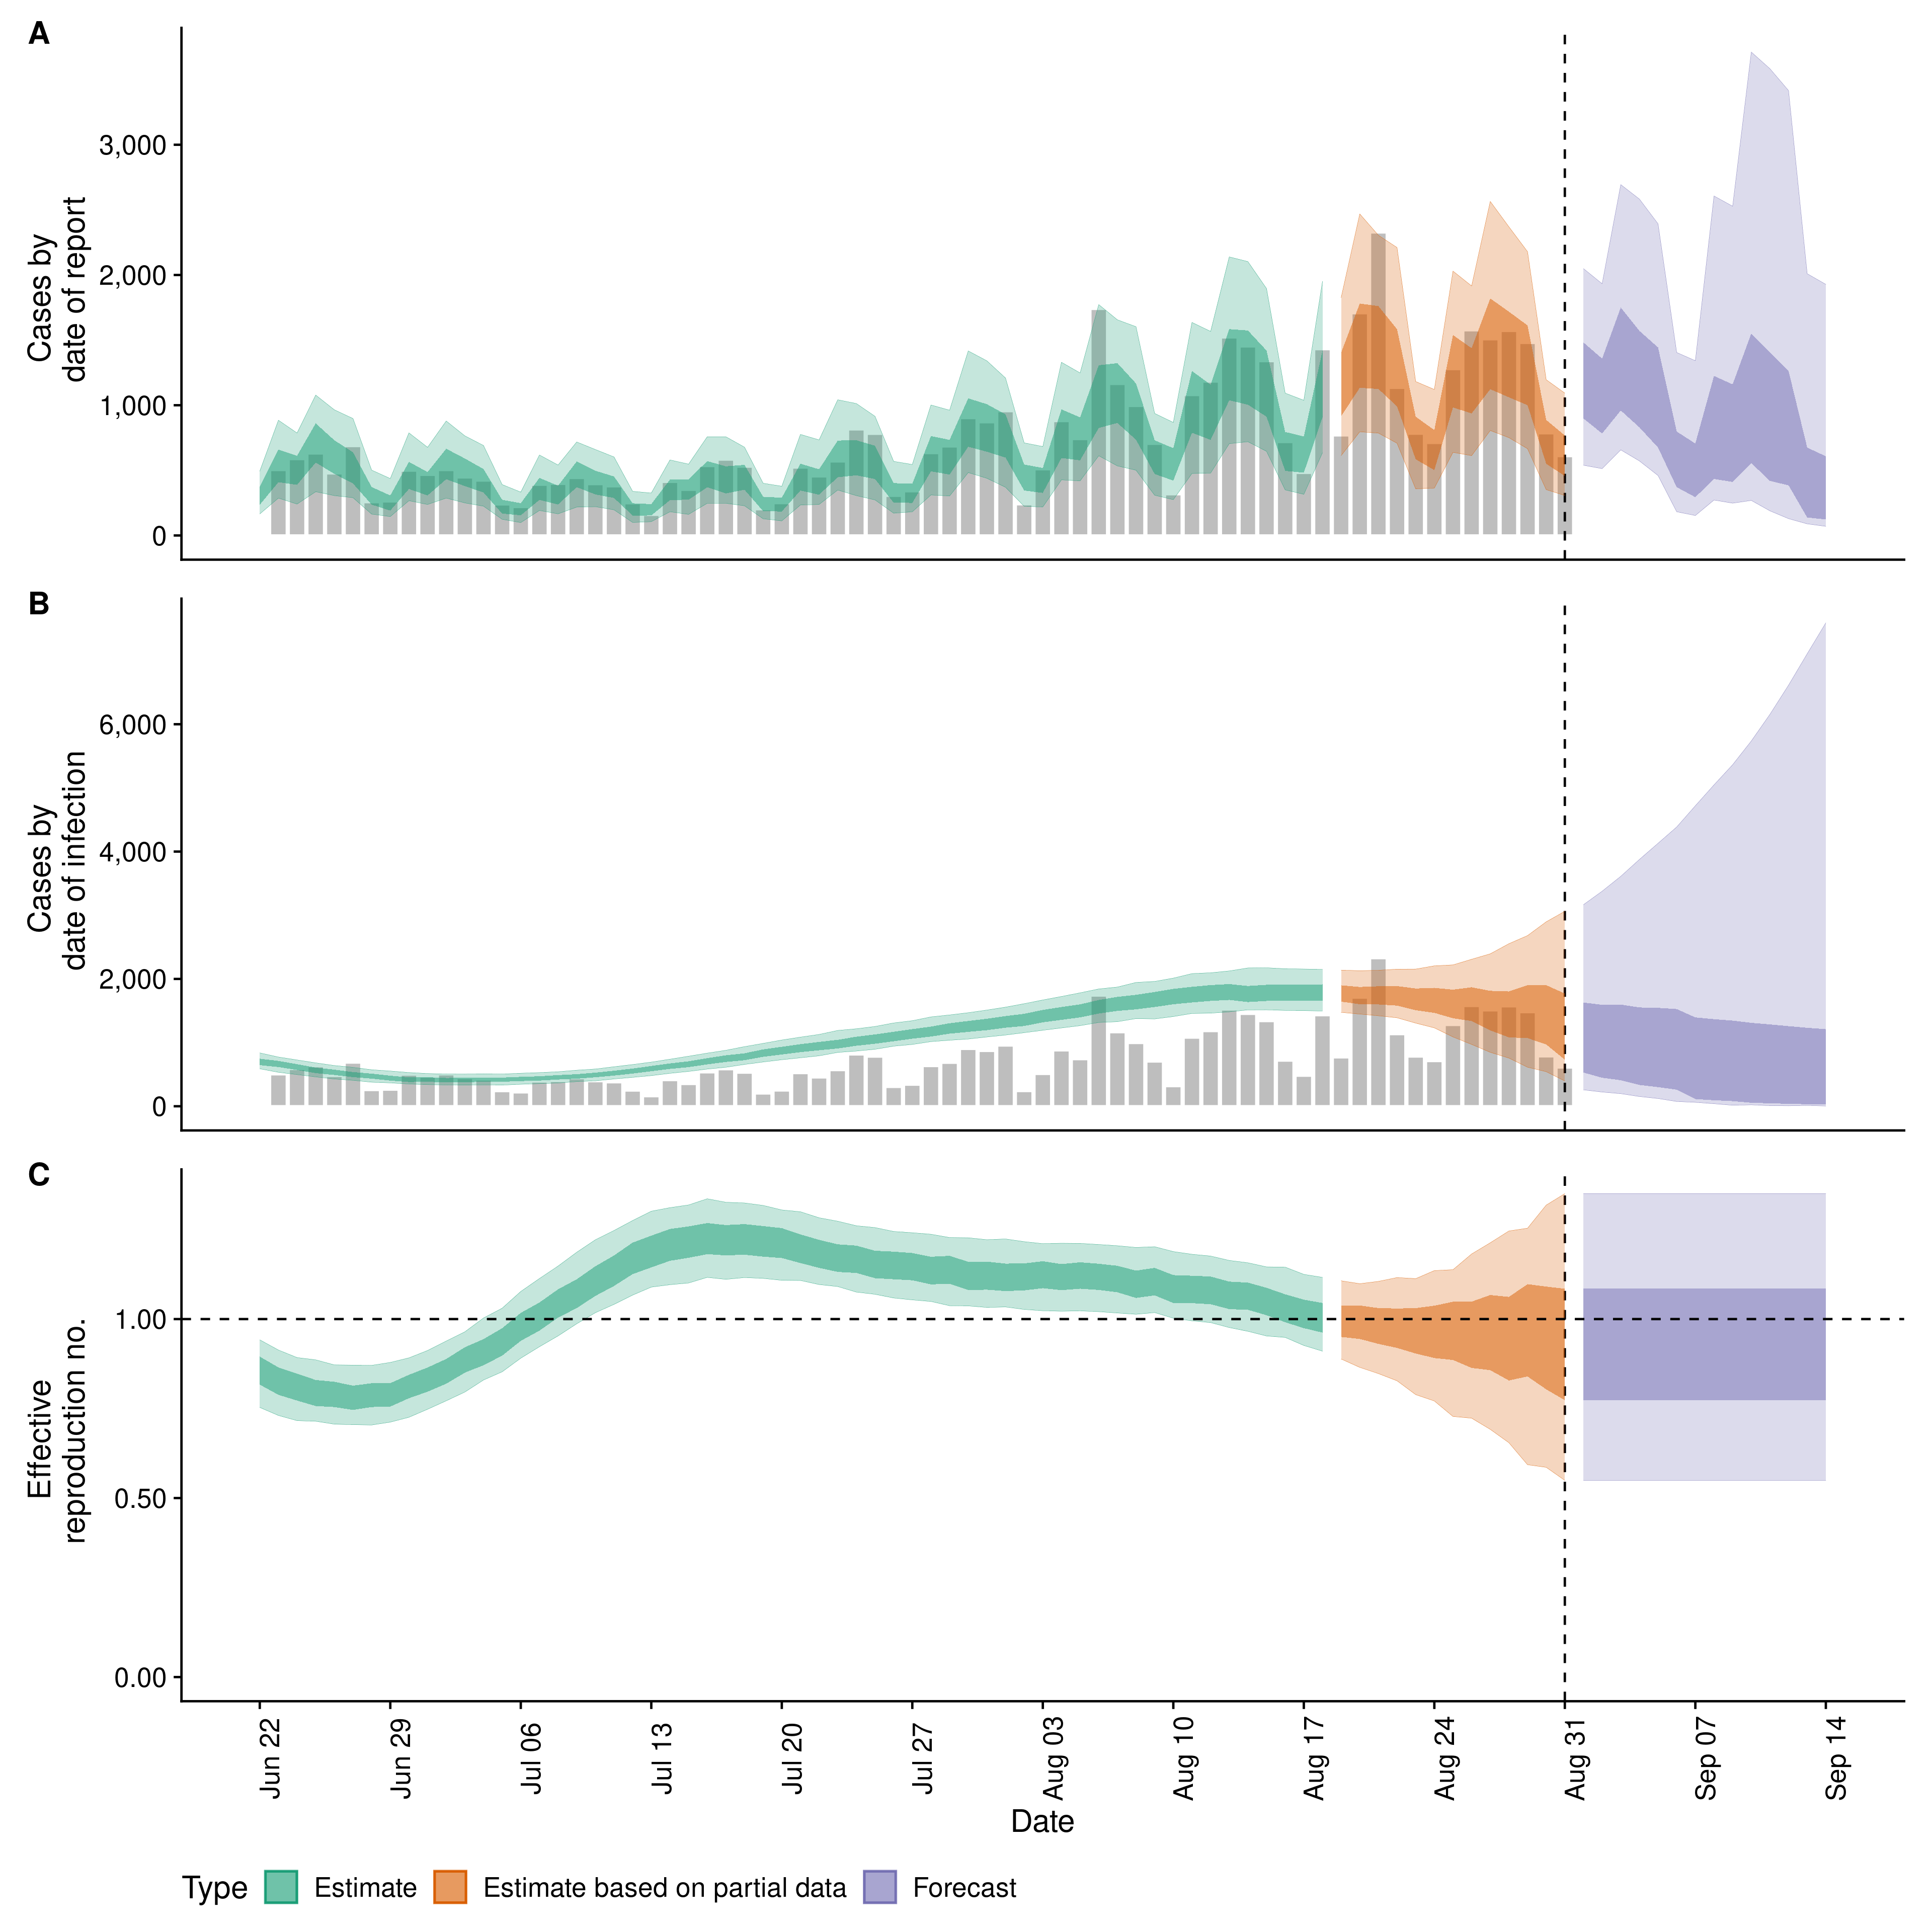 A
Cases by
date of report
3,000
2,000
1,000
0
B
Cases by
date of infection
6,000
4,000
2,000
0
C
Effective
reproduction no.
1.00
0.50
0.00
Jun 22
Jun 29
Jul 06
Jul 13
Jul 20
Jul 27
Aug 03
Aug 10
Aug 17
Aug 24
Aug 31
Sep 07
Sep 14
Date
Type Estimate Estimate based on partial data Forecast